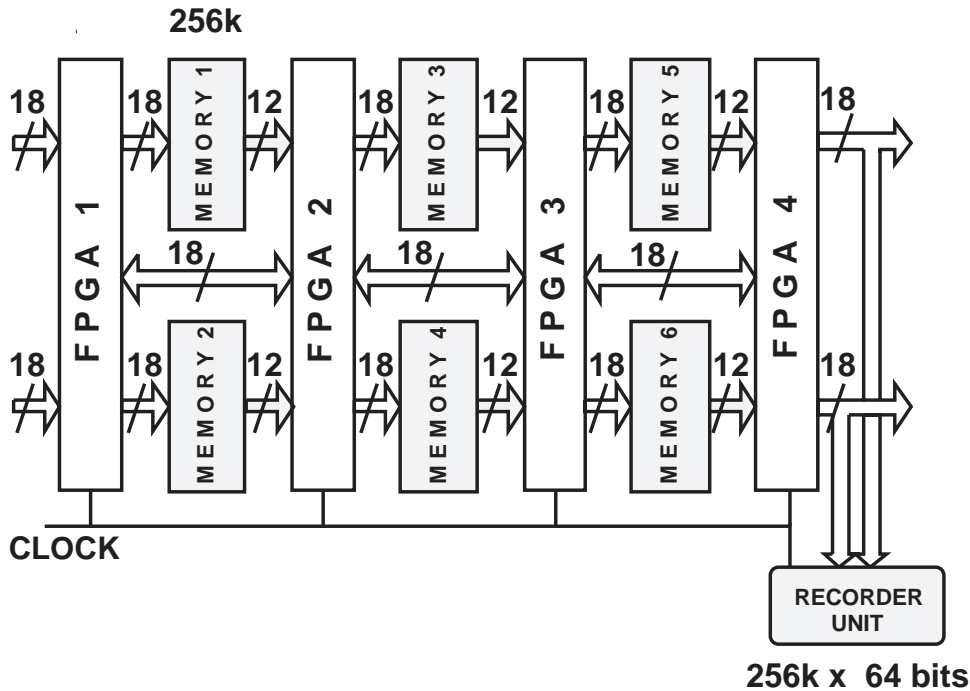 256k
18 18 12 18 12 18 12 18
FPGA 1
MEMORY 1
FPGA 2
MEMORY 3
FPGA 3
MEMORY 5
FPGA 4
18 18 18
MEMORY 2
MEMORY 4
MEMORY 6
18 18 12 18 12 18 12 18
CLOCK
RECORDER
UNIT
256k x 64 bits